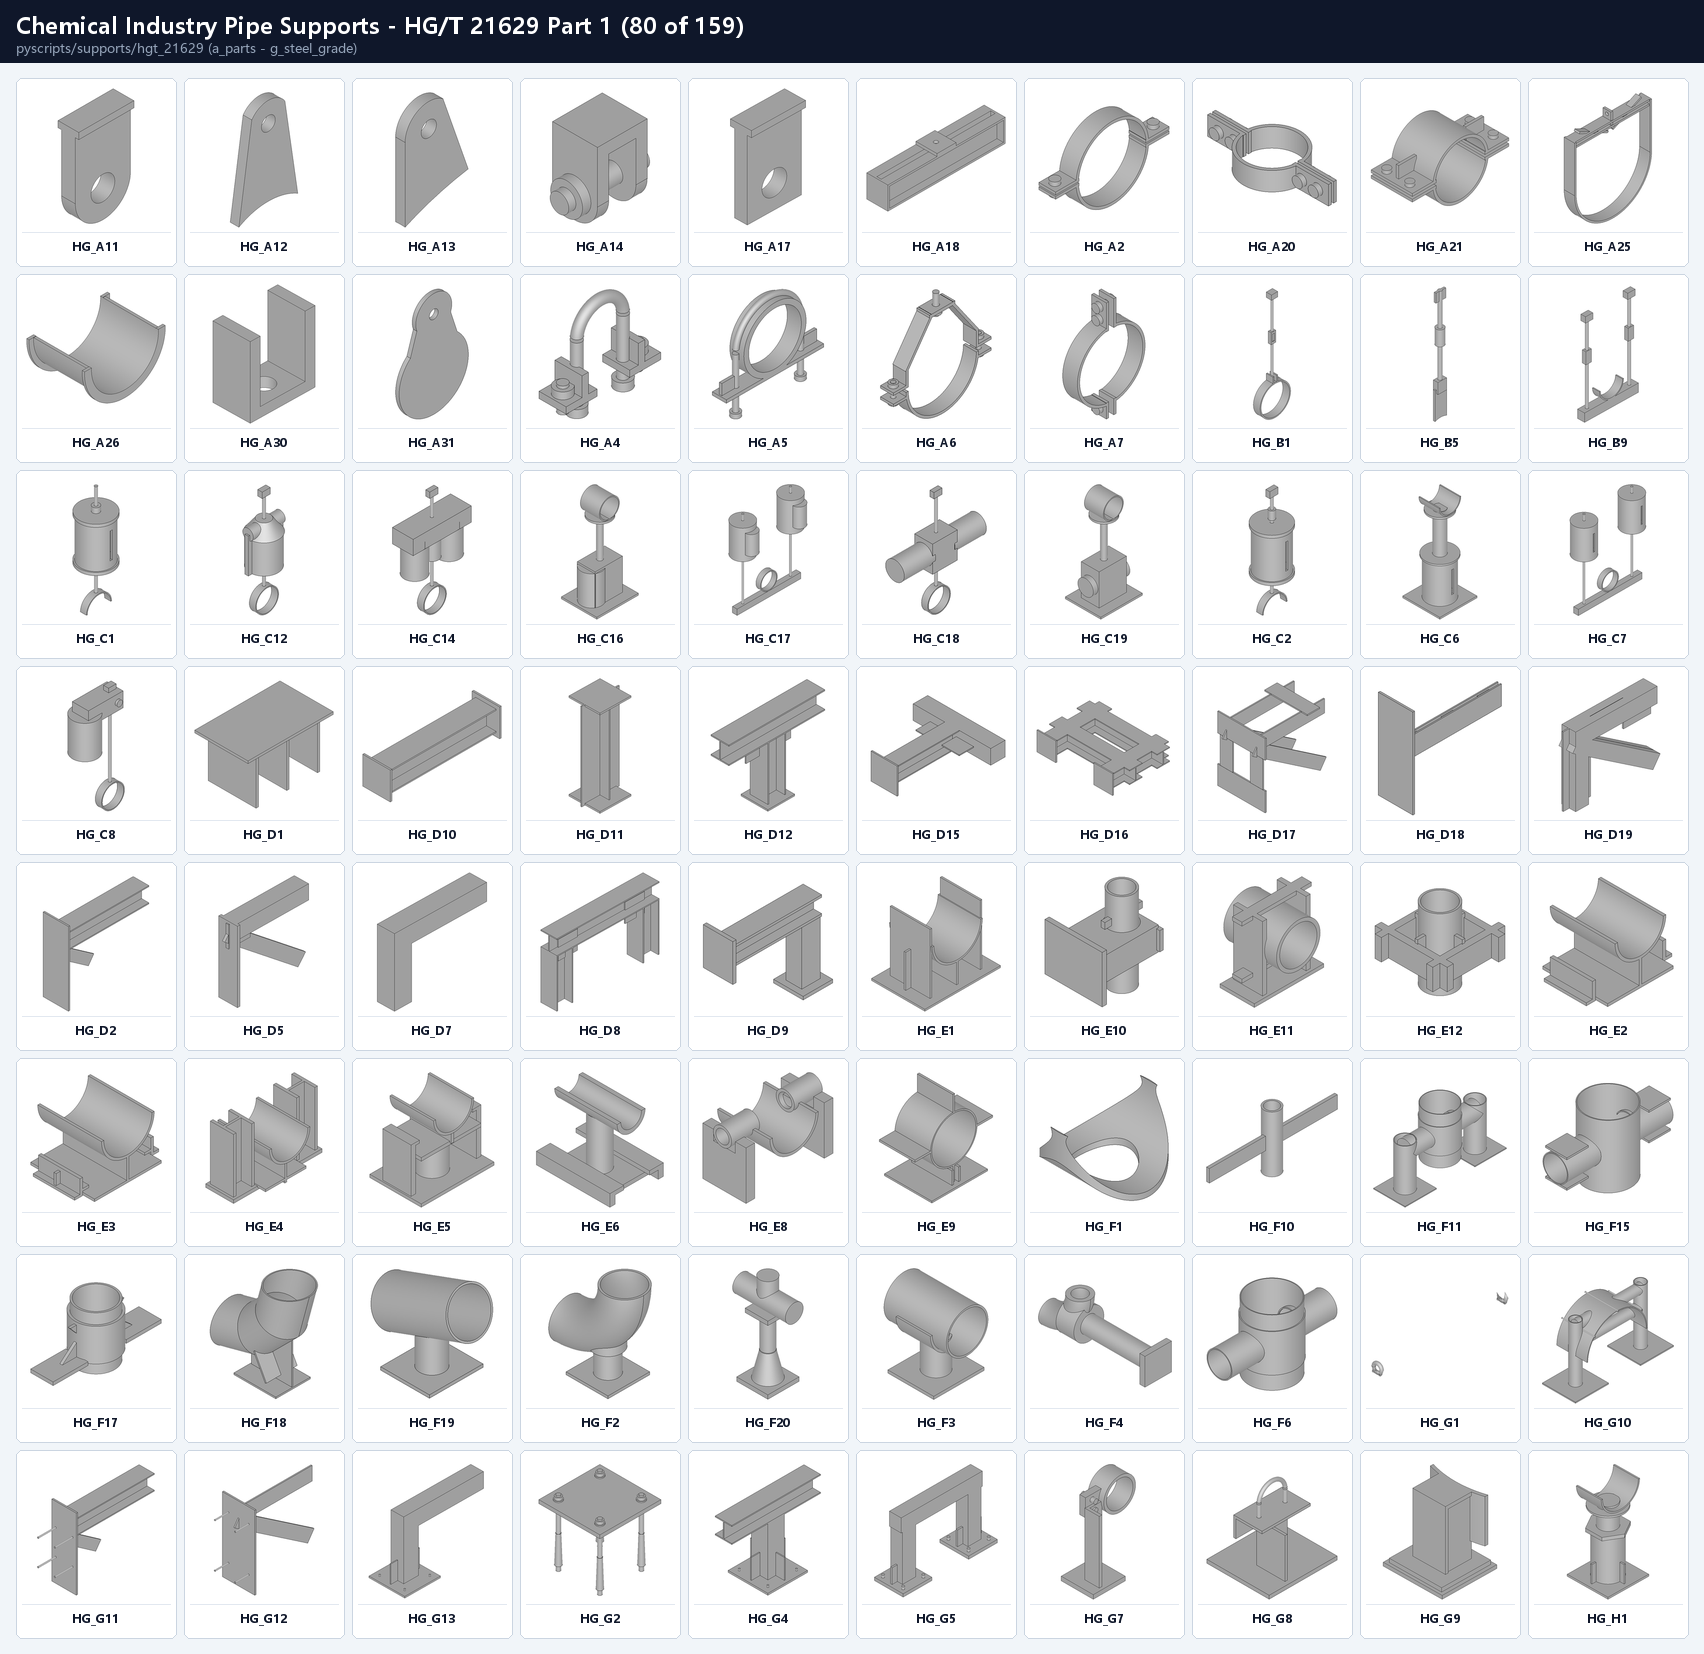 Chemical Industry Pipe Supports - HG/T 21629 Part 1 (80 of 159)
pyscripts/supports/hgt_21629 (a_parts - g_steel_grade)
HG_A11 HG_A12 HG_A13 HG_A14 HG_A17 HG_A18 HG_A2 HG_A20 HG_A21 HG_A25
HG_A26 HG_A30 HG_A31 HG_A4 HG_A5 HG_A6 HG_A7 HG_B1 HG_B5 HG_B9
HG_C1 HG_C12 HG_C14 HG_C16 HG_C17 HG_C18 HG_C19 HG_C2 HG_C6 HG_C7
HG_C8 HG_D1 HG_D10 HG_D11 HG_D12 HG_D15 HG_D16 HG_D17 HG_D18 HG_D19
HG_D2 HG_D5 HG_D7 HG_D8 HG_D9 HG_E1 HG_E10 HG_E11 HG_E12 HG_E2
HG_E3 HG_E4 HG_E5 HG_E6 HG_E8 HG_E9 HG_F1 HG_F10 HG_F11 HG_F15
HG_F17 HG_F18 HG_F19 HG_F2 HG_F20 HG_F3 HG_F4 HG_F6 HG_G1 HG_G10
HG_G11 HG_G12 HG_G13 HG_G2 HG_G4 HG_G5 HG_G7 HG_G8 HG_G9 HG_H1